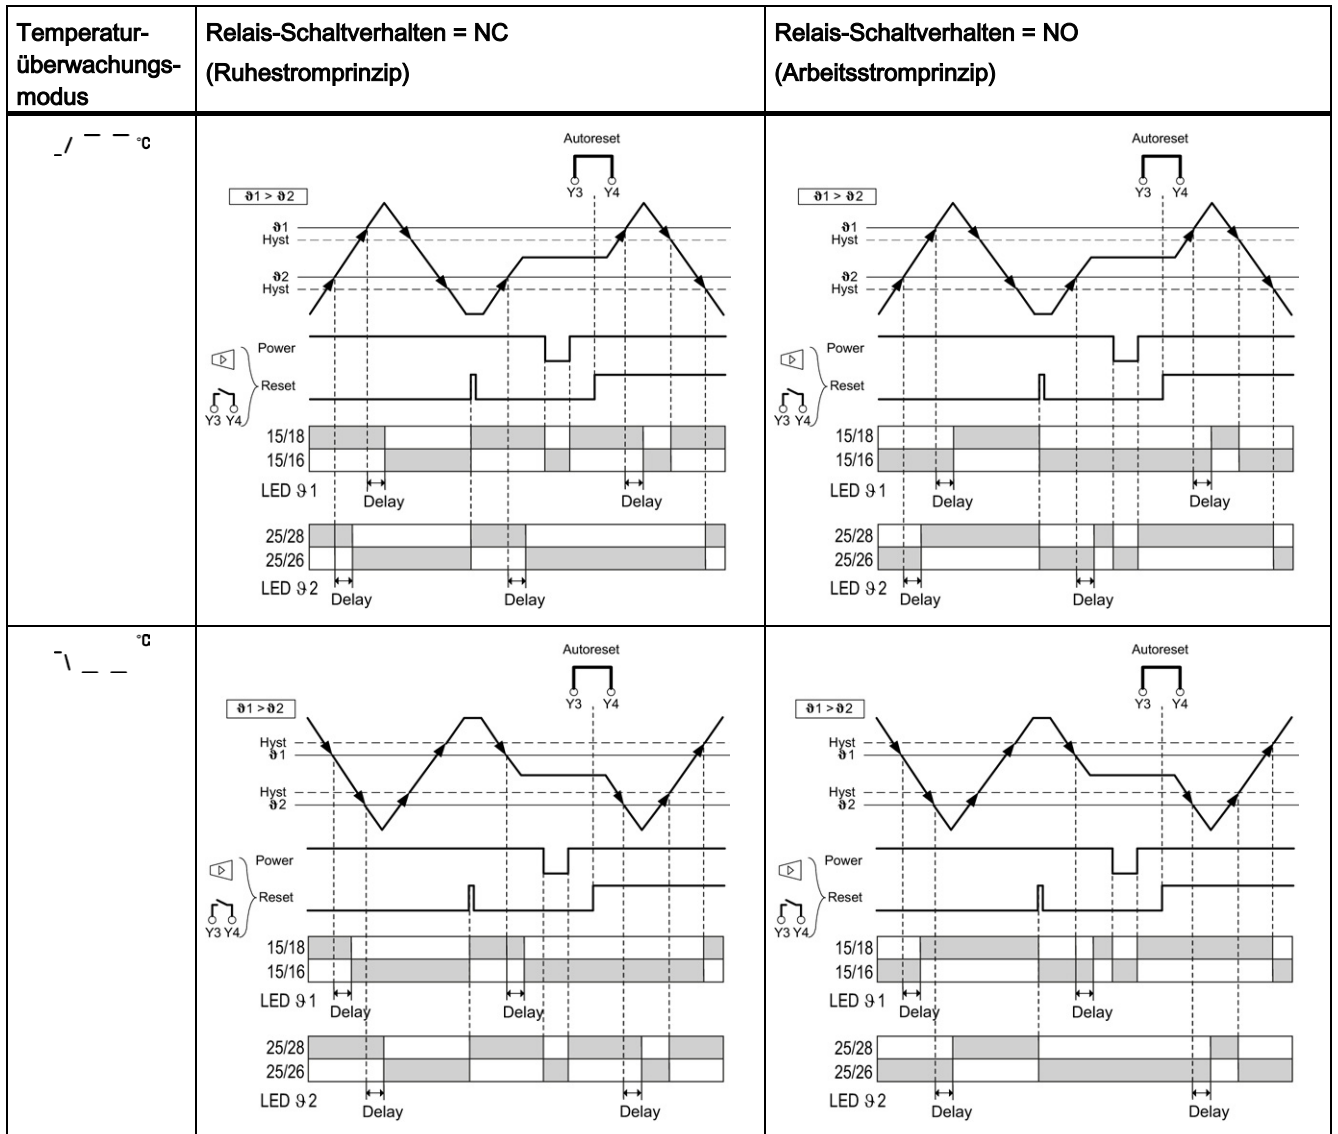 Temperatur-
überwachungs-
modus
Relais-Schaltverhalten = NC
(Ruhestromprinzip)
Relais-Schaltverhalten = NO
(Arbeitsstromprinzip)
°C
Autoreset
Y3 Y4
ϑ1 > ϑ2
ϑ1
Hyst
ϑ2
Hyst
Power
Reset
Y3 Y4
15/18
15/16
LED ϑ1
Delay Delay
25/28
25/26
LED ϑ2
Delay Delay
Autoreset
Y3 Y4
ϑ1 > ϑ2
ϑ1
Hyst
ϑ2
Hyst
Power
Reset
Y3 Y4
15/18
15/16
LED ϑ1
Delay Delay
25/28
25/26
LED ϑ2
Delay Delay
°C
Autoreset
Y3 Y4
ϑ1 > ϑ2
Hyst
ϑ1
Hyst
ϑ2
Power
Reset
Y3 Y4
15/18
15/16
LED ϑ1
Delay Delay
25/28
25/26
LED ϑ2
Delay Delay
Autoreset
Y3 Y4
ϑ1 > ϑ2
Hyst
ϑ1
Hyst
ϑ2
Power
Reset
Y3 Y4
15/18
15/16
LED ϑ1
Delay Delay
25/28
25/26
LED ϑ2
Delay Delay